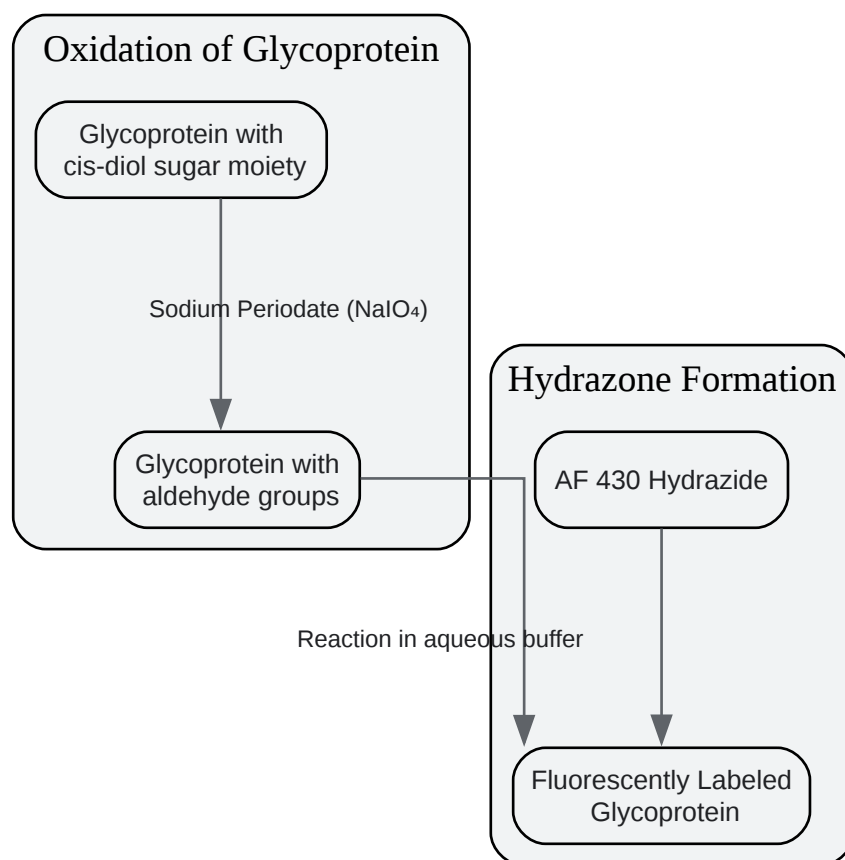 Oxidation of Glycoprotein
Glycoprotein with
cis-diol sugar moiety
Sodium Periodate (NaIO₄)
Glycoprotein with
aldehyde groups
Hydrazone Formation
AF 430 Hydrazide
Reaction in aqueous buffer
Fluorescently Labeled
Glycoprotein